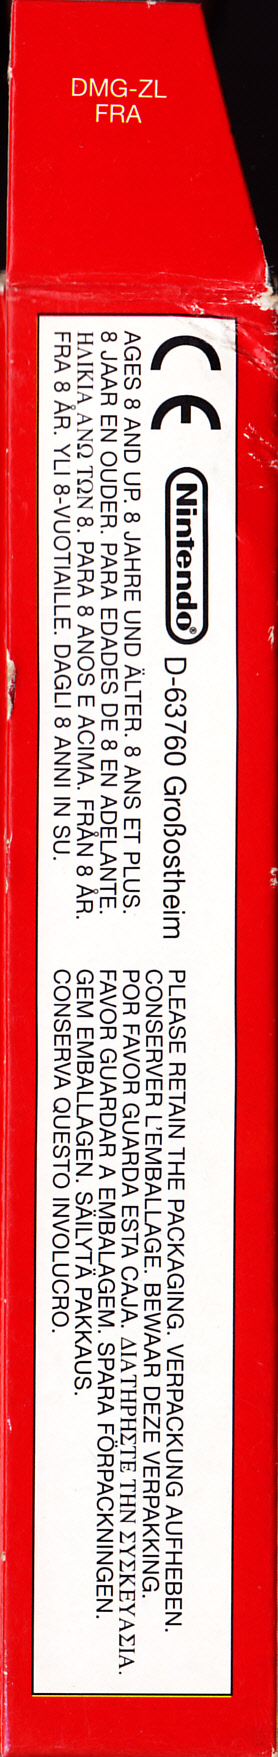 DMG-ZL
FRA
CE Nintendo® D-63760 Großostheim
AGES 8 AND UP. 8 JAHRE UND ÄLTER. 8 ANS ET PLUS.
8 JAAR EN OUDER. PARA EDADES DE 8 EN ADELANTE.
ΗΛΙΚΙΑ ΑΝΩ ΤΩΝ 8. PARA 8 ANOS E ACIMA. FRÅN 8 ÅR.
FRA 8 ÅR. YLI 8-VUOTIAILLE. DAGLI 8 ANNI IN SU.
PLEASE RETAIN THE PACKAGING. VERPACKUNG AUFHEBEN.
CONSERVER L'EMBALLAGE. BEWAAR DEZE VERPAKKING.
POR FAVOR GUARDA ESTA CAJA. ΔΙΑΤΗΡΗΣΤΕ ΤΗΝ ΣΥΣΚΕΥΑΣΙΑ.
FAVOR GUARDAR A EMBALAGEM. SPARA FÖRPACKNINGEN.
GEM EMBALLAGEN. SÄILYTÄ PAKKAUS.
CONSERVA QUESTO INVOLUCRO.